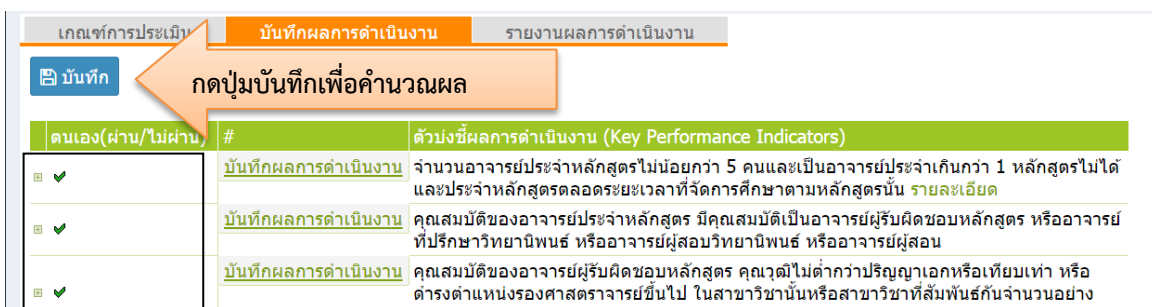 เกณฑ์การประเมิน บันทึกผลการดำเนินงาน รายงานผลการดำเนินงาน
บันทึก
กดปุ่มบันทึกเพื่อคำนวณผล
ตนเอง(ผ่าน/ไม่ผ่าน) # ตัวบ่งชี้ผลการดำเนินงาน (Key Performance Indicators)
บันทึกผลการดำเนินงาน จำนวนอาจารย์ประจำหลักสูตรไม่น้อยกว่า 5 คนและเป็นอาจารย์ประจำเกินกว่า 1 หลักสูตรไม่ได้
และประจำหลักสูตรตลอดระยะเวลาที่จัดการศึกษาตามหลักสูตรนั้น รายละเอียด
บันทึกผลการดำเนินงาน คุณสมบัติของอาจารย์ประจำหลักสูตร มีคุณสมบัติเป็นอาจารย์ผู้รับผิดชอบหลักสูตร หรืออาจารย์
ที่ปรึกษาวิทยานิพนธ์ หรืออาจารย์ผู้สอบวิทยานิพนธ์ หรืออาจารย์ผู้สอน
บันทึกผลการดำเนินงาน คุณสมบัติของอาจารย์ผู้รับผิดชอบหลักสูตร คุณวุฒิไม่ต่ำกว่าปริญญาเอกหรือเทียบเท่า หรือ
ดำรงตำแหน่งรองศาสตราจารย์ขึ้นไป ในสาขาวิชานั้นหรือสาขาวิชาที่สัมพันธ์กันจำนวนอย่าง